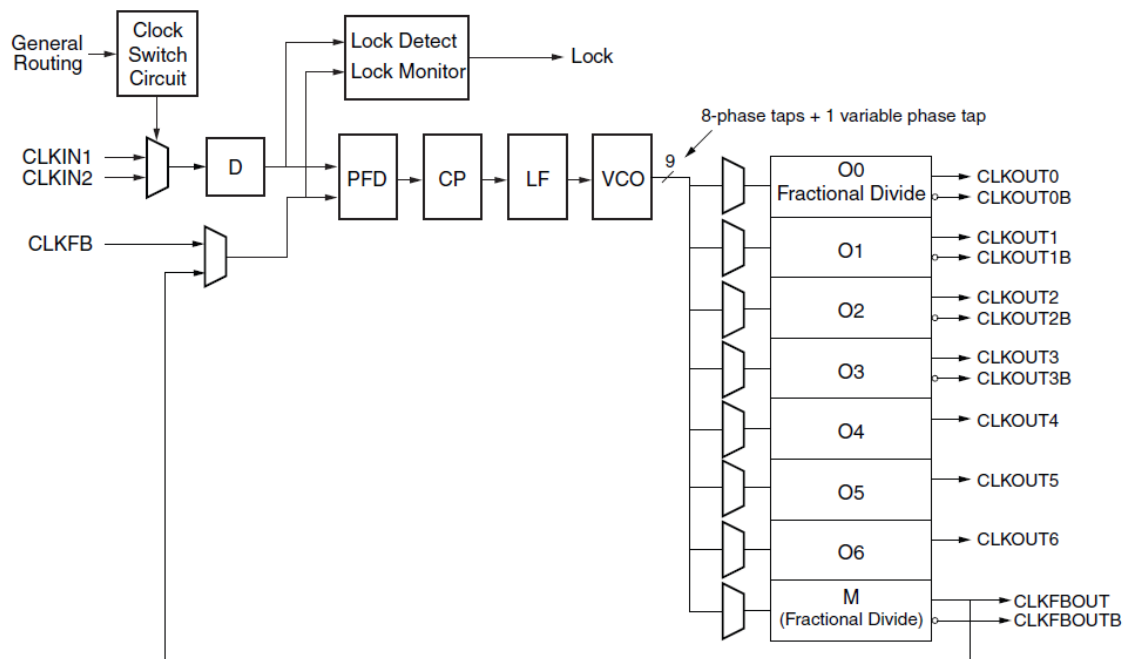 General
Routing
Clock
Switch
Circuit
Lock Detect
Lock Monitor
Lock
8-phase taps + 1 variable phase tap
CLKIN1
CLKIN2
D
PFD
CP
LF
VCO
9
CLKFB
O0
Fractional Divide
CLKOUT0
CLKOUT0B
O1
CLKOUT1
CLKOUT1B
O2
CLKOUT2
CLKOUT2B
O3
CLKOUT3
CLKOUT3B
O4
CLKOUT4
O5
CLKOUT5
O6
CLKOUT6
M
(Fractional Divide)
CLKFBOUT
CLKFBOUTB